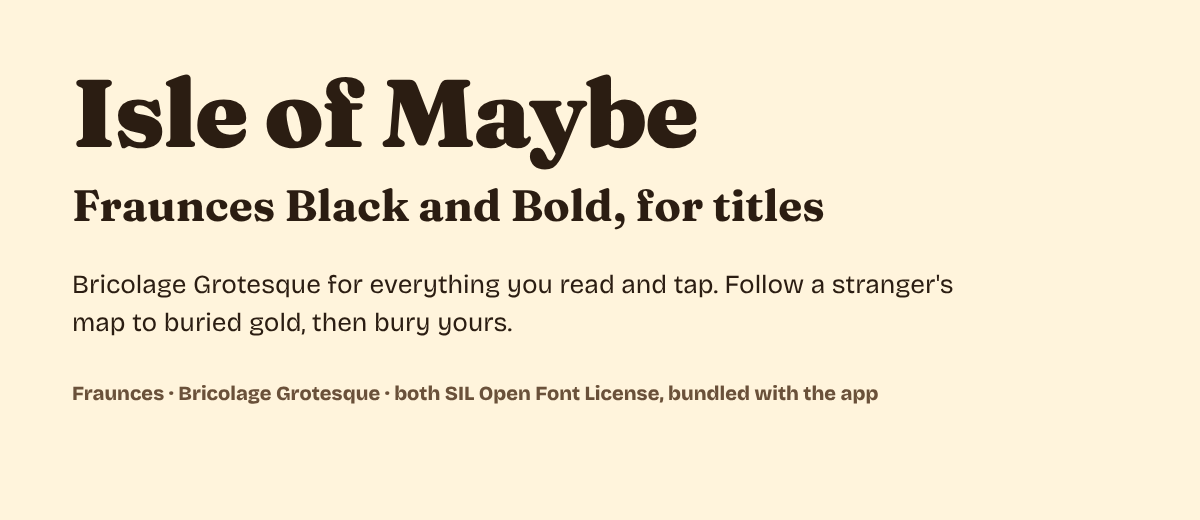 Isle of Maybe
Fraunces Black and Bold, for titles
Bricolage Grotesque for everything you read and tap. Follow a stranger's
map to buried gold, then bury yours.
Fraunces · Bricolage Grotesque · both SIL Open Font License, bundled with the app